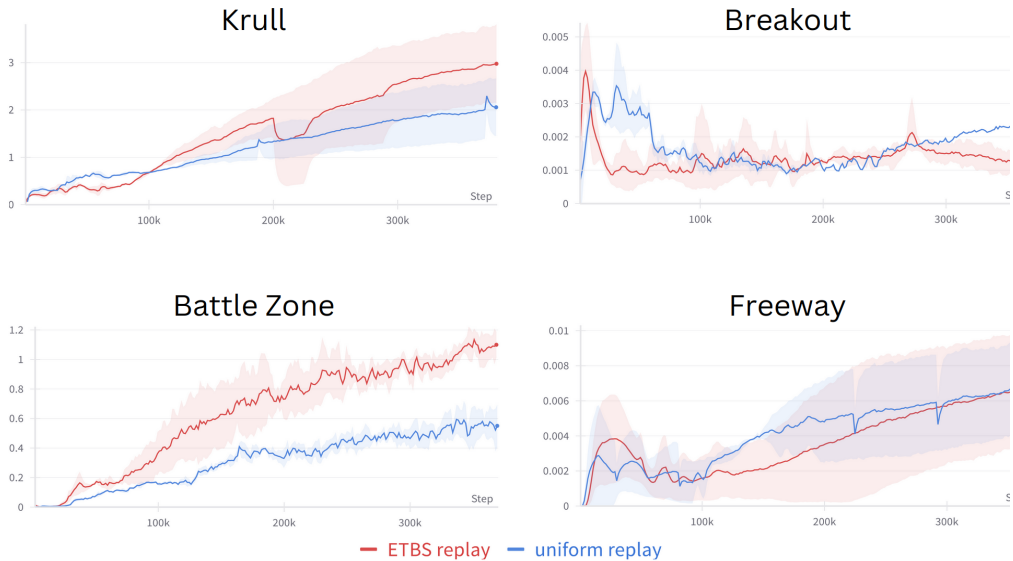 Krull
3
2
1
0
Step
100k
200k
300k
Breakout
0.005
0.004
0.003
0.002
0.001
0
S
100k
200k
300k
Battle Zone
1.2
1
0.8
0.6
0.4
0.2
0
Step
100k
200k
300k
Freeway
0.01
0.008
0.006
0.004
0.002
0
S
100k
200k
300k
ETBS replay
uniform replay